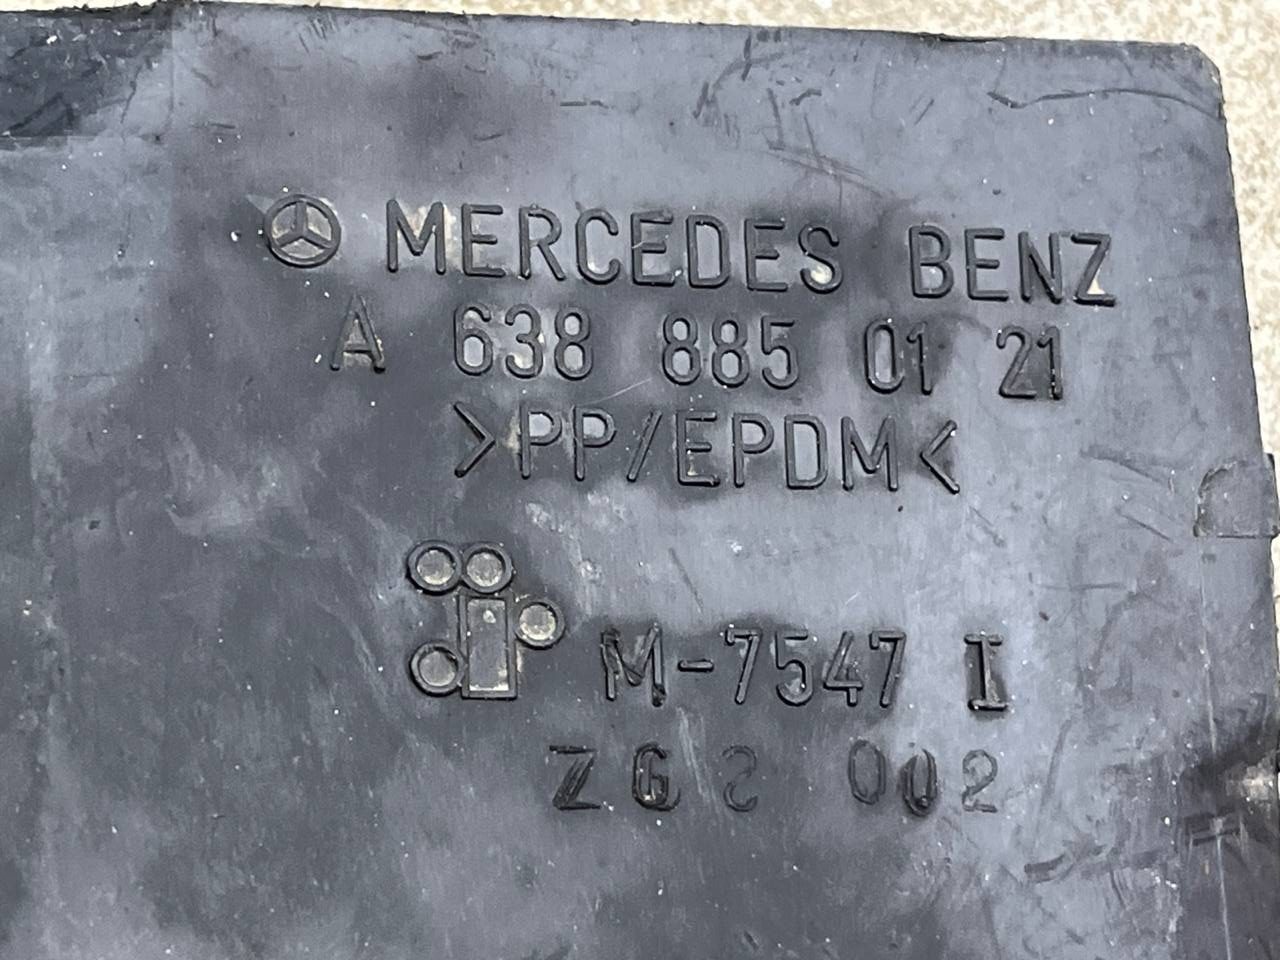 MERCEDES BENZ
A 638 885 01 21
>PP/EPDM<
M-7547 I
ZG2 002